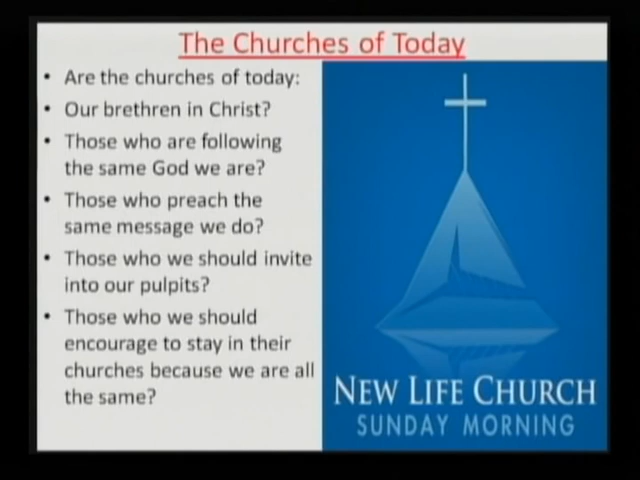 The Churches of Today
• Are the churches of today:
• Our brethren in Christ?
• Those who are following
the same God we are?
• Those who preach the
same message we do?
• Those who we should invite
into our pulpits?
• Those who we should
encourage to stay in their
churches because we are all
the same?
NEW LIFE CHURCH
SUNDAY MORNING